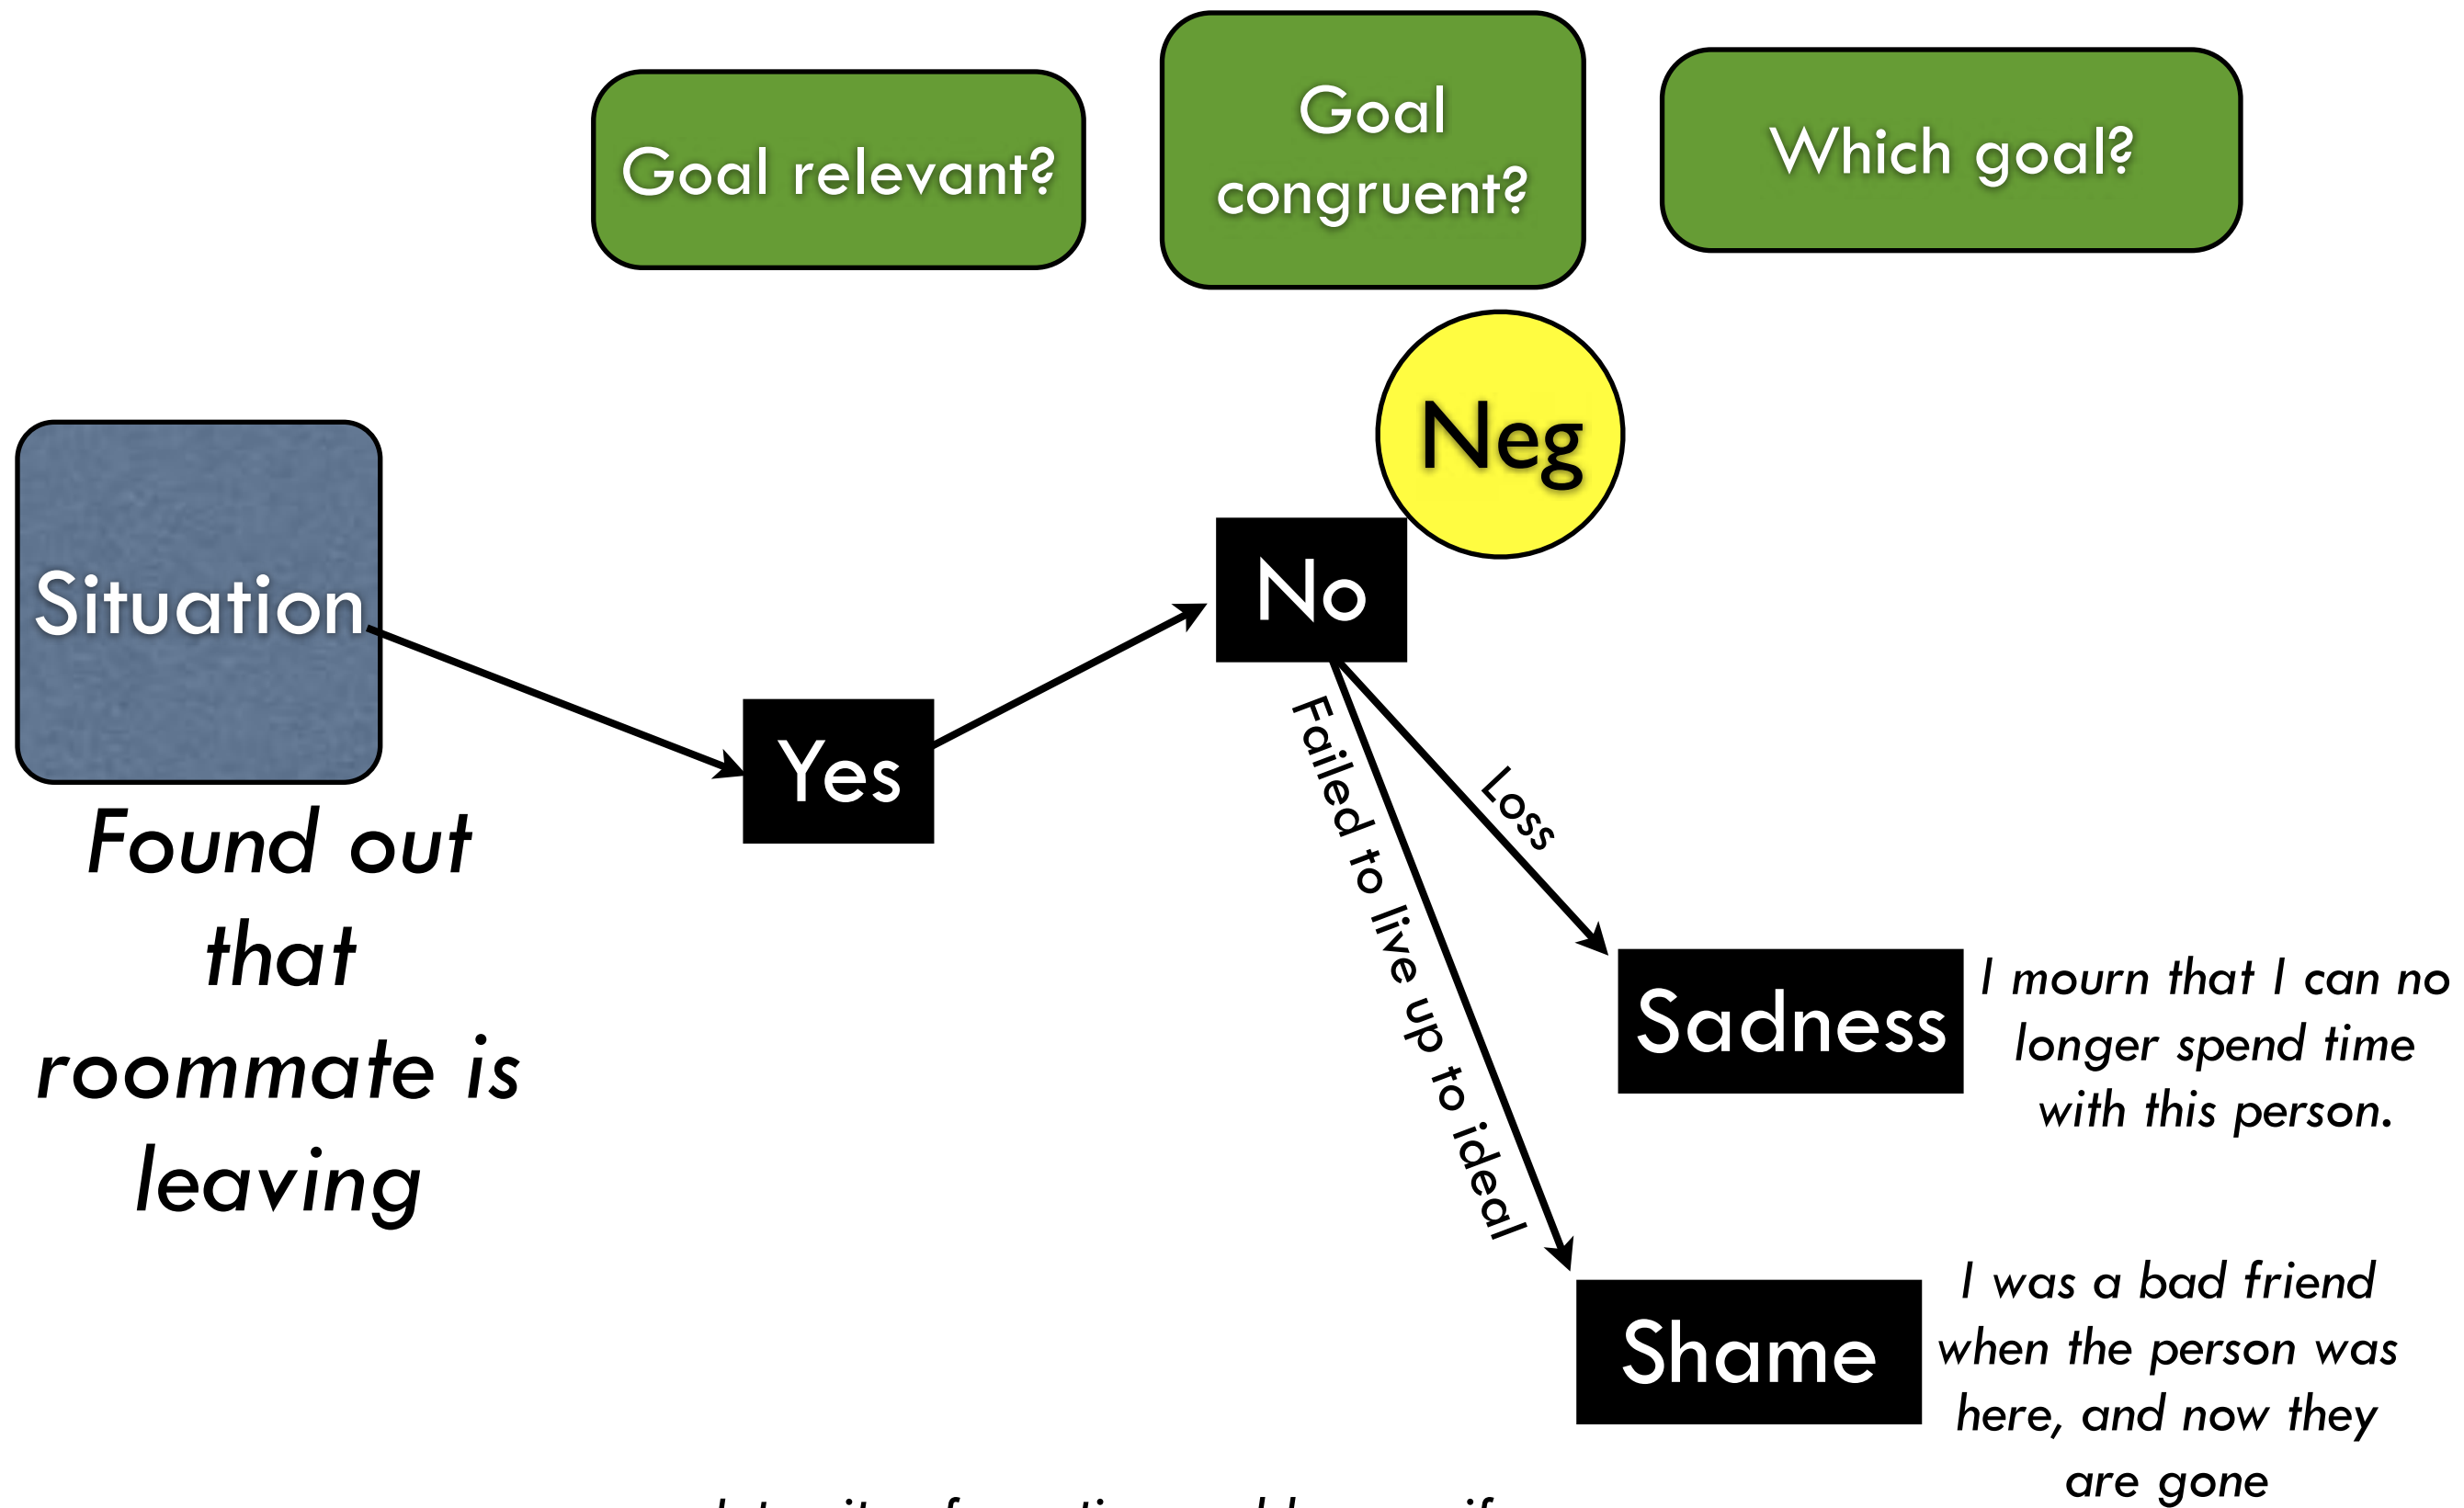 Goal relevant?
Goal
congruent?
Which goal?
Neg
Situation
No
Yes
Found out
that
roommate is
leaving
Loss
Failed to live up to ideal
Sadness
I mourn that I can no
longer spend time
with this person.
Shame
I was a bad friend
when the person was
here, and now they
are gone